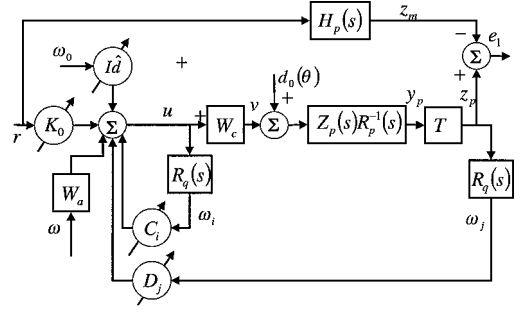 H_p(s) z_m
ω_0 Id̂ + − Σ e_1
d_0(θ) + z_p
r K_0 Σ u + W_c v Σ + Z_p(s)R_p^{-1}(s) y_p T
W_a R_q(s) R_q(s)
ω C_i ω_i ω_j
D_j